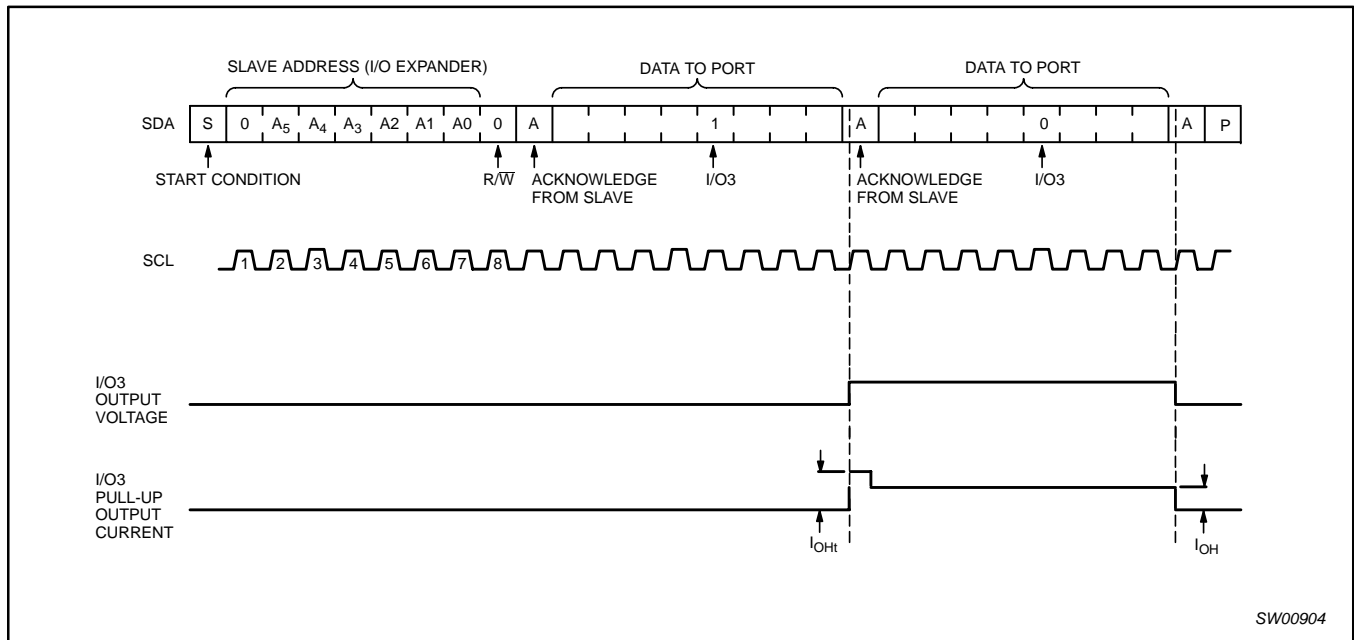 SLAVE ADDRESS (I/O EXPANDER) DATA TO PORT DATA TO PORT
SDA S 0 A5 A4 A3 A2 A1 A0 0 A 1 A 0 A P
START CONDITION R/W̅ ACKNOWLEDGE FROM SLAVE I/O3 ACKNOWLEDGE FROM SLAVE I/O3
SCL 1 2 3 4 5 6 7 8
I/O3
OUTPUT
VOLTAGE
I/O3
PULL-UP
OUTPUT
CURRENT
IOHt IOH
SW00904